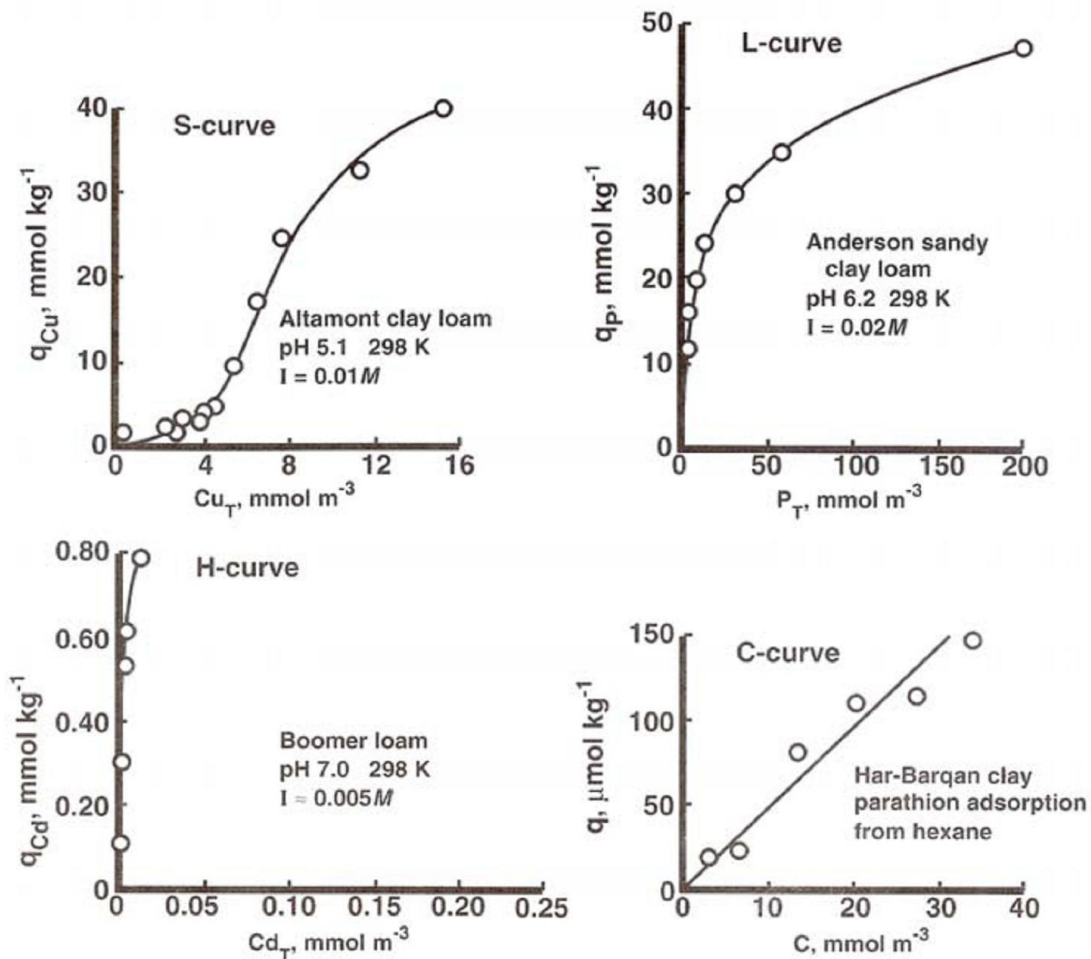 S-curve
40
30
20
10
0
q_Cu, mmol kg⁻¹
Altamont clay loam
pH 5.1 298 K
I = 0.01M
0 4 8 12 16
Cu_T, mmol m⁻³
L-curve
50
40
30
20
10
0
q_P, mmol kg⁻¹
Anderson sandy
clay loam
pH 6.2 298 K
I = 0.02M
0 50 100 150 200
P_T, mmol m⁻³
H-curve
0.80
0.60
0.40
0.20
0
q_Cd, mmol kg⁻¹
Boomer loam
pH 7.0 298 K
I = 0.005M
0 0.05 0.10 0.15 0.20 0.25
Cd_T, mmol m⁻³
C-curve
150
100
50
0
q, μmol kg⁻¹
Har-Barqan clay
parathion adsorption
from hexane
0 10 20 30 40
C, mmol m⁻³